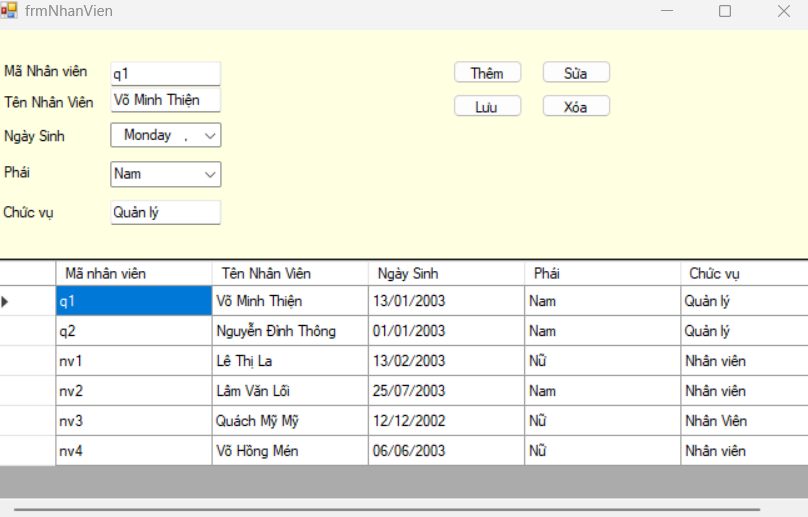 frmNhanVien
Mã Nhân viên q1 Thêm Sửa
Tên Nhân Viên Võ Minh Thiện Lưu Xóa
Ngày Sinh Monday ,
Phái Nam
Chức vụ Quản lý
Mã nhân viên Tên Nhân Viên Ngày Sinh Phái Chức vụ
q1 Võ Minh Thiện 13/01/2003 Nam Quản lý
q2 Nguyễn Đình Thông 01/01/2003 Nam Quản lý
nv1 Lê Thị La 13/02/2003 Nữ Nhân viên
nv2 Lâm Văn Lối 25/07/2003 Nam Nhân viên
nv3 Quách Mỹ Mỹ 12/12/2002 Nữ Nhân Viên
nv4 Võ Hồng Mén 06/06/2003 Nữ Nhân viên